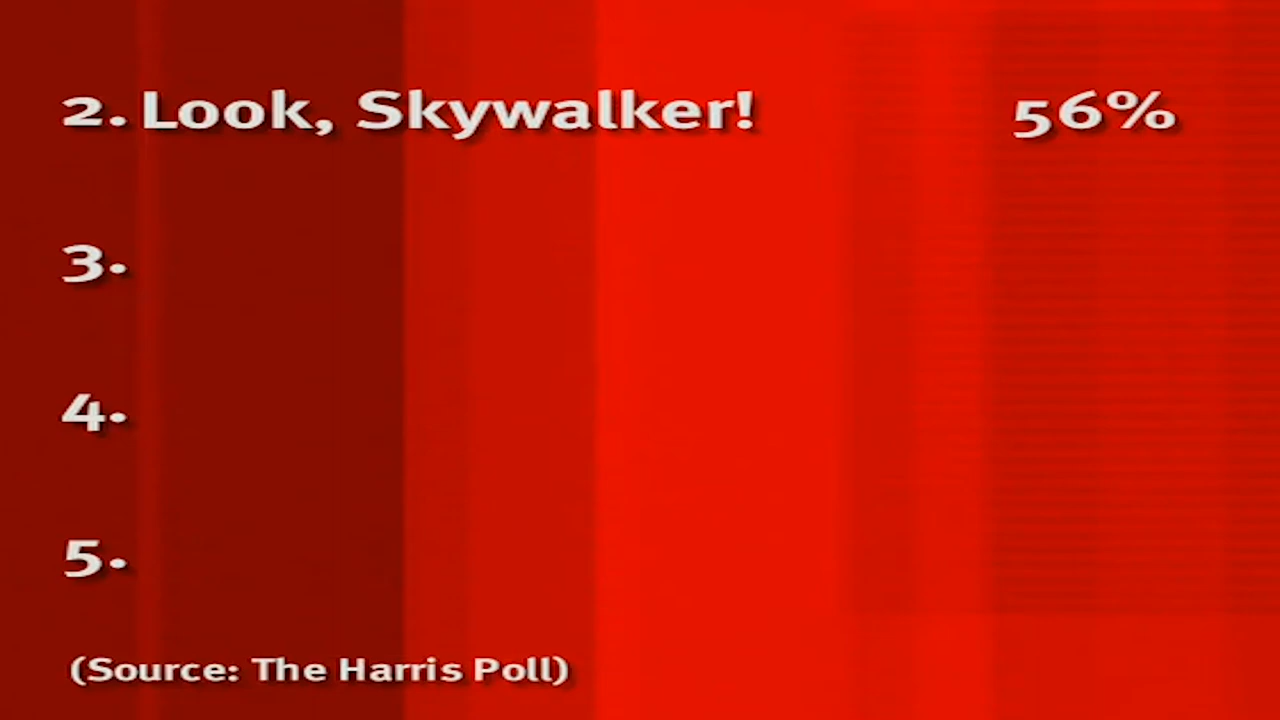 2. Look, Skywalker! 56%
3.
4.
5.
(Source: The Harris Poll)